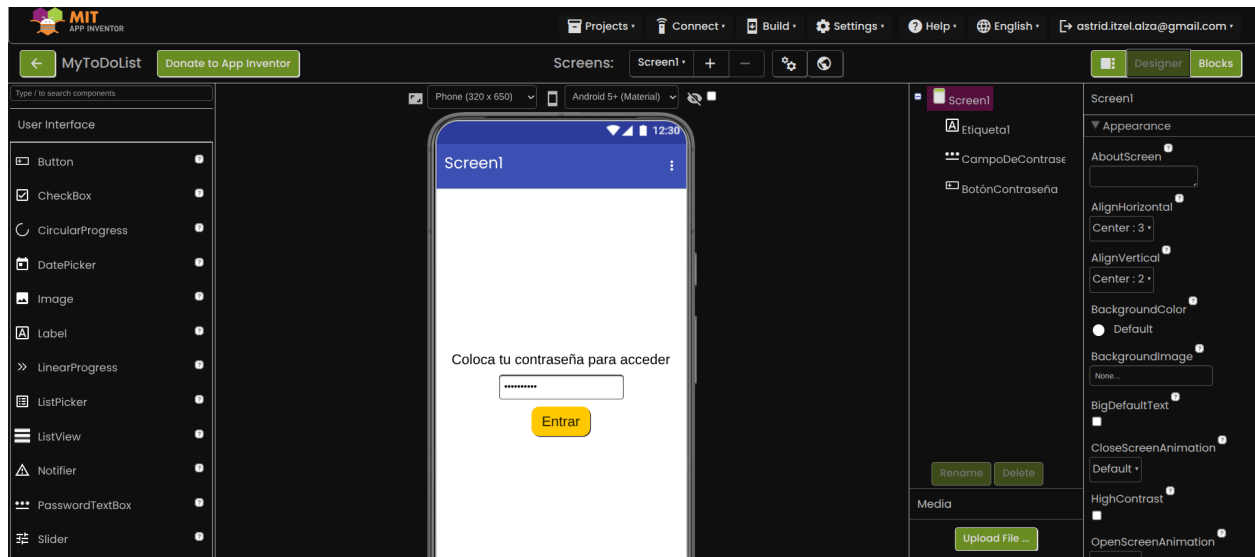 MIT
APP INVENTOR
Projects
Connect
Build
Settings
Help
English
astrid.itzel.alza@gmail.com
MyToDoList
Donate to App Inventor
Screens:
Screen1
Designer
Blocks
Type / to search components
User Interface
Button
CheckBox
CircularProgress
DatePicker
Image
Label
LinearProgress
ListPicker
ListView
Notifier
PasswordTextBox
Slider
Phone (320 x 650)
Android 5+ (Material)
12:30
Screen1
Coloca tu contraseña para acceder
Entrar
Screen1
Etiqueta1
CampoDeContrase
BotónContraseña
Rename
Delete
Media
Upload File ...
Screen1
Appearance
AboutScreen
AlignHorizontal
Center : 3
AlignVertical
Center : 2
BackgroundColor
Default
BackgroundImage
None...
BigDefaultText
CloseScreenAnimation
Default
HighContrast
OpenScreenAnimation